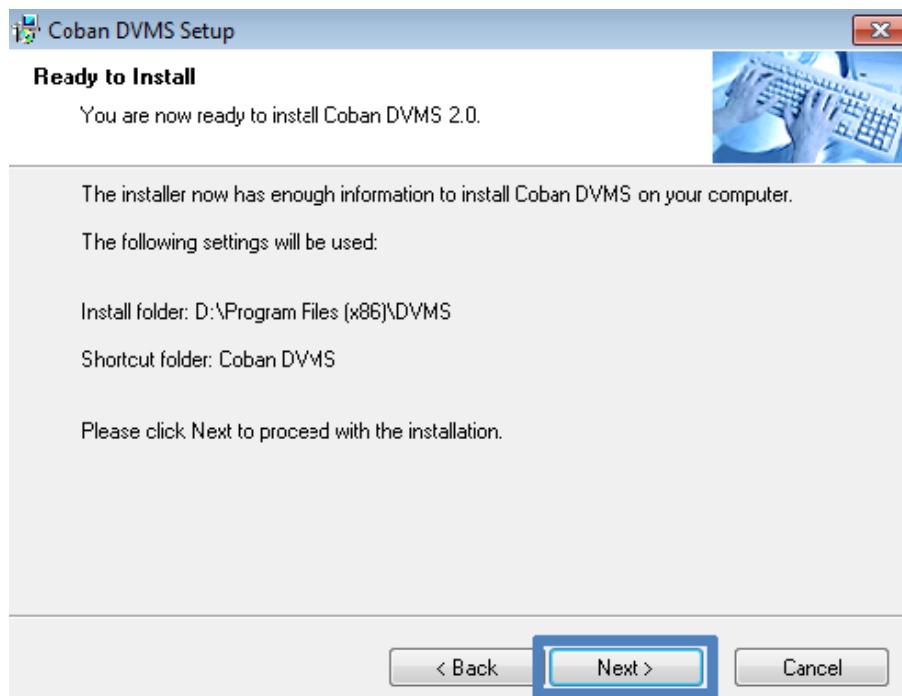 Coban DVMS Setup
Ready to Install
You are now ready to install Coban DVMS 2.0.
The installer now has enough information to install Coban DVMS on your computer.
The following settings will be used:
Install folder: D:\Program Files (x86)\DVMS
Shortcut folder: Coban DVMS
Please click Next to proceed with the installation.
< Back
Next >
Cancel